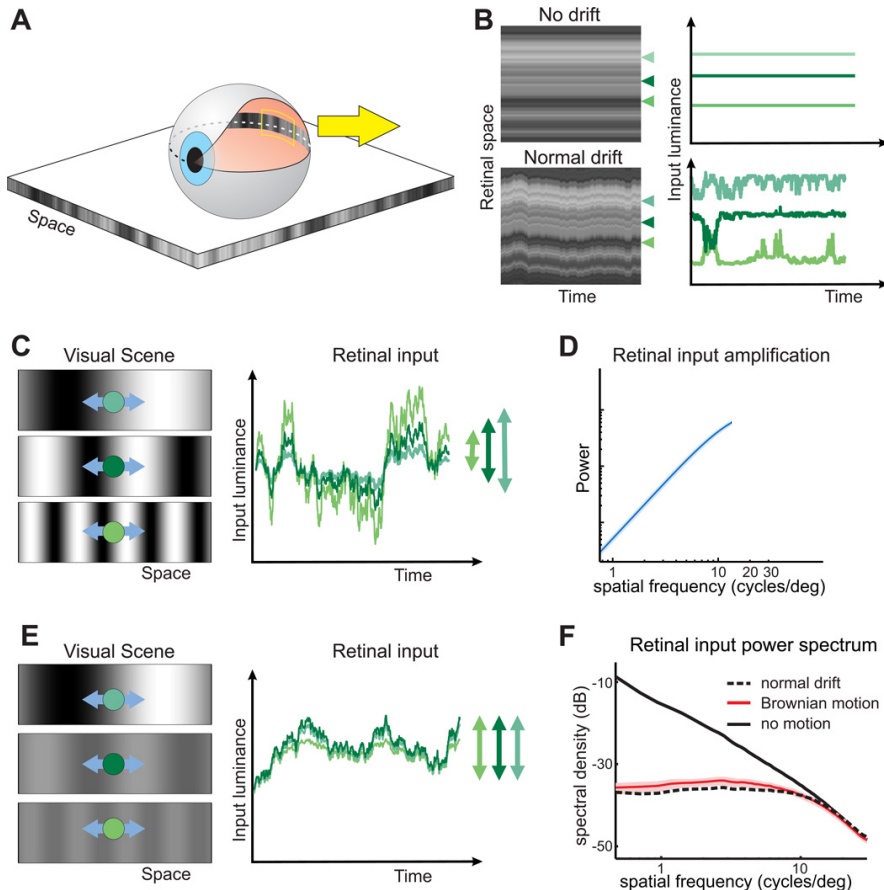 A
Space
B
No drift
Normal drift
Retinal space
Time
Input luminance
Time
C
Visual Scene
Space
Retinal input
Input luminance
Time
D
Retinal input amplification
Power
1
10
20 30
spatial frequency (cycles/deg)
E
Visual Scene
Space
Retinal input
Input luminance
Time
F
Retinal input power spectrum
normal drift
Brownian motion
no motion
spectral density (dB)
-10
-30
-50
1
10
spatial frequency (cycles/deg)